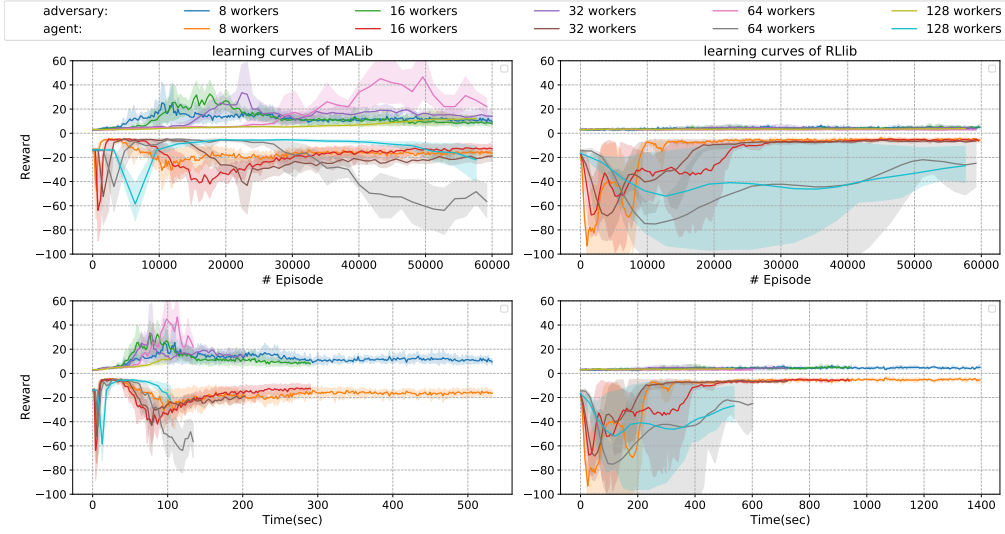 adversary: 8 workers 16 workers 32 workers 64 workers 128 workers
agent: 8 workers 16 workers 32 workers 64 workers 128 workers
learning curves of MALib
learning curves of RLlib
60
40
20
0
−20
−40
−60
−80
−100
Reward
0 10000 20000 30000 40000 50000 60000
# Episode
60
40
20
0
−20
−40
−60
−80
−100
0 10000 20000 30000 40000 50000 60000
# Episode
60
40
20
0
−20
−40
−60
−80
−100
Reward
0 100 200 300 400 500
Time(sec)
60
40
20
0
−20
−40
−60
−80
−100
0 200 400 600 800 1000 1200 1400
Time(sec)